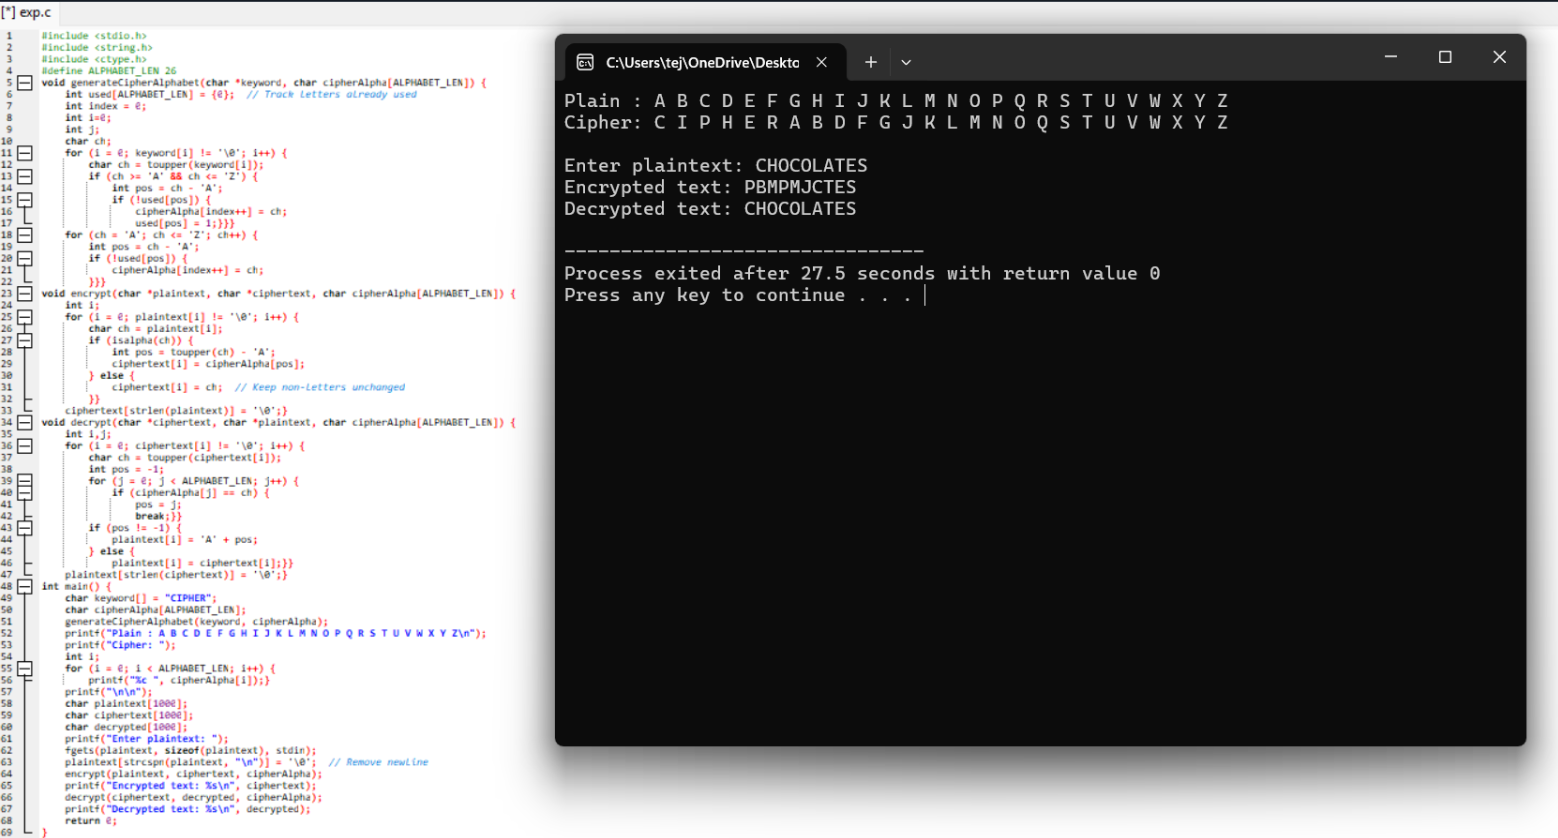 [*] exp.c
1 #include <stdio.h>
2 #include <string.h>
3 #include <ctype.h>
4 #define ALPHABET_LEN 26
5 void generateCipherAlphabet(char *keyword, char cipherAlpha[ALPHABET_LEN]) {
6 int used[ALPHABET_LEN] = {0}; // Track letters already used
7 int index = 0;
8 int i=0;
9 int j;
10 char ch;
11 for (i = 0; keyword[i] != '\0'; i++) {
12 char ch = toupper(keyword[i]);
13 if (ch >= 'A' && ch <= 'Z') {
14 int pos = ch - 'A';
15 if (!used[pos]) {
16 cipherAlpha[index++] = ch;
17 used[pos] = 1;}}}
18 for (ch = 'A'; ch <= 'Z'; ch++) {
19 int pos = ch - 'A';
20 if (!used[pos]) {
21 cipherAlpha[index++] = ch;
22 }}}
23 void encrypt(char *plaintext, char *ciphertext, char cipherAlpha[ALPHABET_LEN]) {
24 int i;
25 for (i = 0; plaintext[i] != '\0'; i++) {
26 char ch = plaintext[i];
27 if (isalpha(ch)) {
28 int pos = toupper(ch) - 'A';
29 ciphertext[i] = cipherAlpha[pos];
30 } else {
31 ciphertext[i] = ch; // Keep non-letters unchanged
32 }}
33 ciphertext[strlen(plaintext)] = '\0';}
34 void decrypt(char *ciphertext, char *plaintext, char cipherAlpha[ALPHABET_LEN]) {
35 int i,j;
36 for (i = 0; ciphertext[i] != '\0'; i++) {
37 char ch = toupper(ciphertext[i]);
38 int pos = -1;
39 for (j = 0; j < ALPHABET_LEN; j++) {
40 if (cipherAlpha[j] == ch) {
41 pos = j;
42 break;}}
43 if (pos != -1) {
44 plaintext[i] = 'A' + pos;
45 } else {
46 plaintext[i] = ciphertext[i];}}
47 plaintext[strlen(ciphertext)] = '\0';}
48 int main() {
49 char keyword[] = "CIPHER";
50 char cipherAlpha[ALPHABET_LEN];
51 generateCipherAlphabet(keyword, cipherAlpha);
52 printf("Plain : A B C D E F G H I J K L M N O P Q R S T U V W X Y Z\n");
53 printf("Cipher: ");
54 int i;
55 for (i = 0; i < ALPHABET_LEN; i++) {
56 printf("%c ", cipherAlpha[i]);}
57 printf("\n\n");
58 char plaintext[1000];
59 char ciphertext[1000];
60 char decrypted[1000];
61 printf("Enter plaintext: ");
62 fgets(plaintext, sizeof(plaintext), stdin);
63 plaintext[strcspn(plaintext, "\n")] = '\0'; // Remove newline
64 encrypt(plaintext, ciphertext, cipherAlpha);
65 printf("Encrypted text: %s\n", ciphertext);
66 decrypt(ciphertext, decrypted, cipherAlpha);
67 printf("Decrypted text: %s\n", decrypted);
68 return 0;
69 }
C:\Users\tej\OneDrive\Deskto
Plain : A B C D E F G H I J K L M N O P Q R S T U V W X Y Z
Cipher: C I P H E R A B D F G J K L M N O Q S T U V W X Y Z
Enter plaintext: CHOCOLATES
Encrypted text: PBMPMJCTES
Decrypted text: CHOCOLATES
--------------------------------
Process exited after 27.5 seconds with return value 0
Press any key to continue . . .